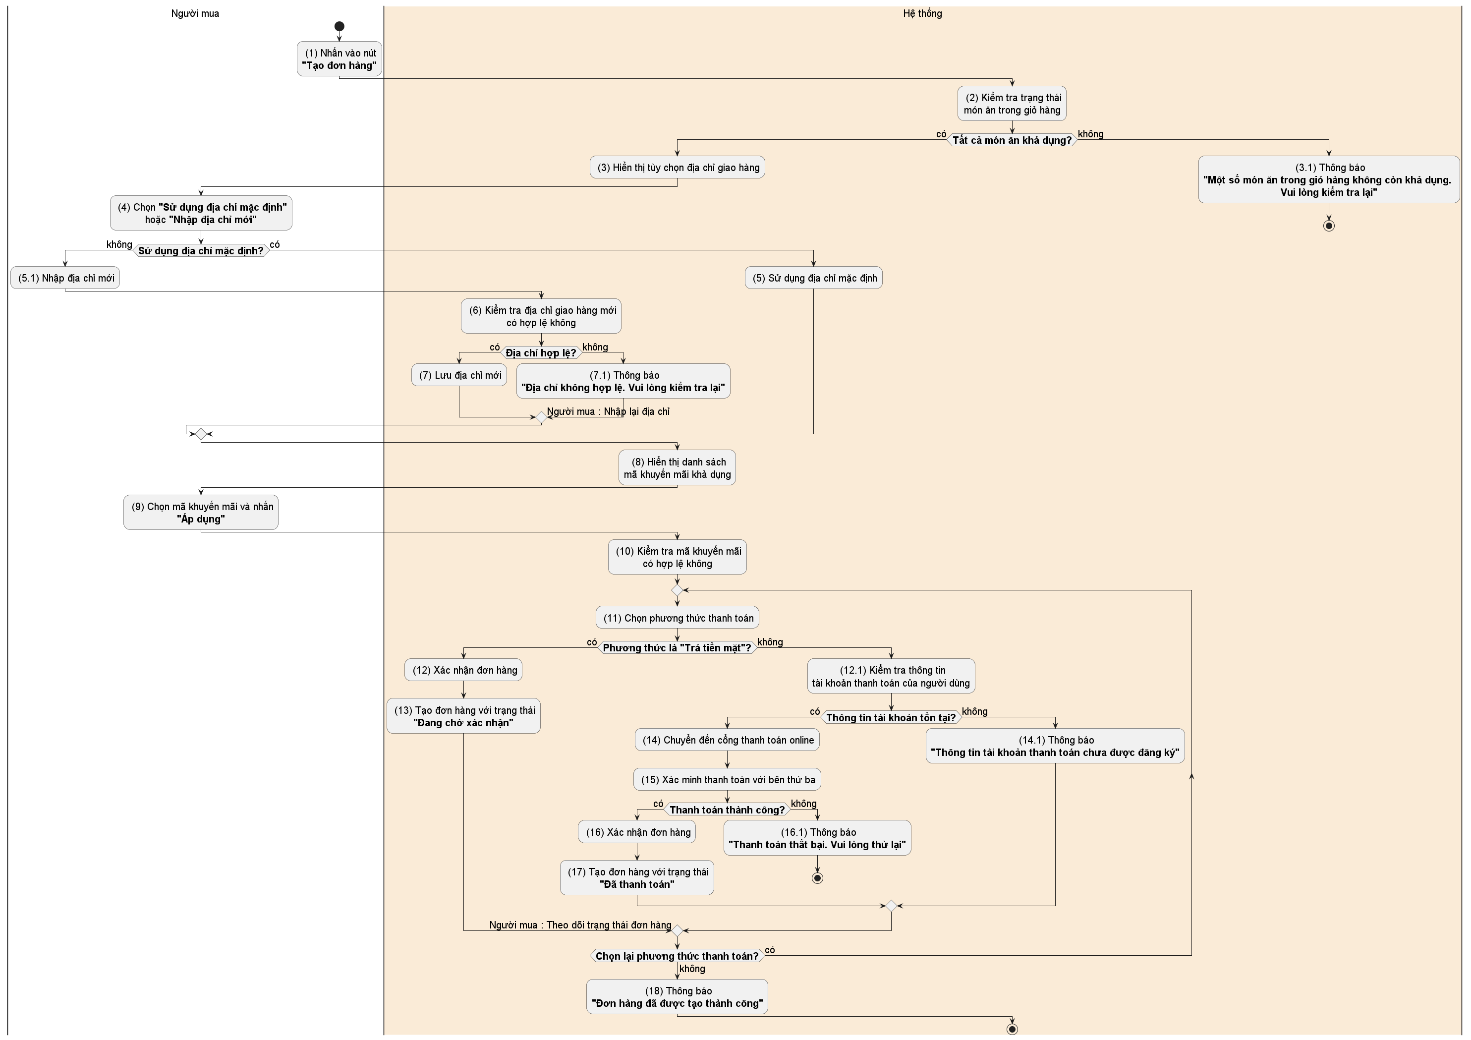 Người mua
Hệ thống
(1) Nhấn vào nút
"Tạo đơn hàng"
(2) Kiểm tra trạng thái
món ăn trong giỏ hàng
Tất cả món ăn khả dụng?
có
không
(3) Hiển thị tùy chọn địa chỉ giao hàng
(3.1) Thông báo
"Một số món ăn trong giỏ hàng không còn khả dụng.
Vui lòng kiểm tra lại"
(4) Chọn "Sử dụng địa chỉ mặc định"
hoặc "Nhập địa chỉ mới"
Sử dụng địa chỉ mặc định?
không
có
(5.1) Nhập địa chỉ mới
(5) Sử dụng địa chỉ mặc định
(6) Kiểm tra địa chỉ giao hàng mới
có hợp lệ không
Địa chỉ hợp lệ?
có
không
(7) Lưu địa chỉ mới
(7.1) Thông báo
"Địa chỉ không hợp lệ. Vui lòng kiểm tra lại"
Người mua : Nhập lại địa chỉ
(8) Hiển thị danh sách
mã khuyến mãi khả dụng
(9) Chọn mã khuyến mãi và nhấn
"Áp dụng"
(10) Kiểm tra mã khuyến mãi
có hợp lệ không
(11) Chọn phương thức thanh toán
Phương thức là "Trả tiền mặt"?
có
không
(12) Xác nhận đơn hàng
(12.1) Kiểm tra thông tin
tài khoản thanh toán của người dùng
(13) Tạo đơn hàng với trạng thái
"Đang chờ xác nhận"
Thông tin tài khoản tồn tại?
có
không
(14) Chuyển đến cổng thanh toán online
(14.1) Thông báo
"Thông tin tài khoản thanh toán chưa được đăng ký"
(15) Xác minh thanh toán với bên thứ ba
Thanh toán thành công?
có
không
(16) Xác nhận đơn hàng
(16.1) Thông báo
"Thanh toán thất bại. Vui lòng thử lại"
(17) Tạo đơn hàng với trạng thái
"Đã thanh toán"
Người mua : Theo dõi trạng thái đơn hàng
Chọn lại phương thức thanh toán?
có
không
(18) Thông báo
"Đơn hàng đã được tạo thành công"